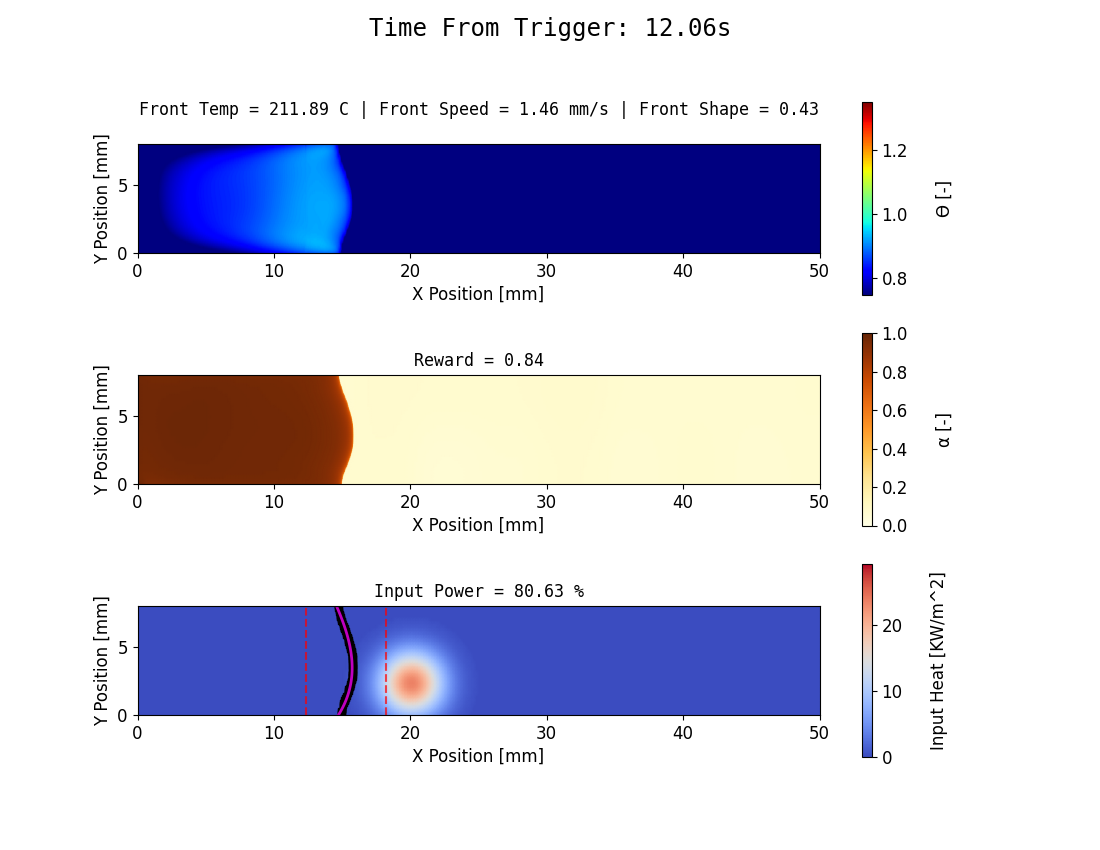 Time From Trigger: 12.06s
Front Temp = 211.89 C | Front Speed = 1.46 mm/s | Front Shape = 0.43
Y Position [mm]
5
0
0 10 20 30 40 50
X Position [mm]
1.2
1.0
0.8
Θ [-]
Reward = 0.84
Y Position [mm]
5
0
0 10 20 30 40 50
X Position [mm]
1.0
0.8
0.6
0.4
0.2
0.0
α [-]
Input Power = 80.63 %
Y Position [mm]
5
0
0 10 20 30 40 50
X Position [mm]
20
10
0
Input Heat [KW/m^2]